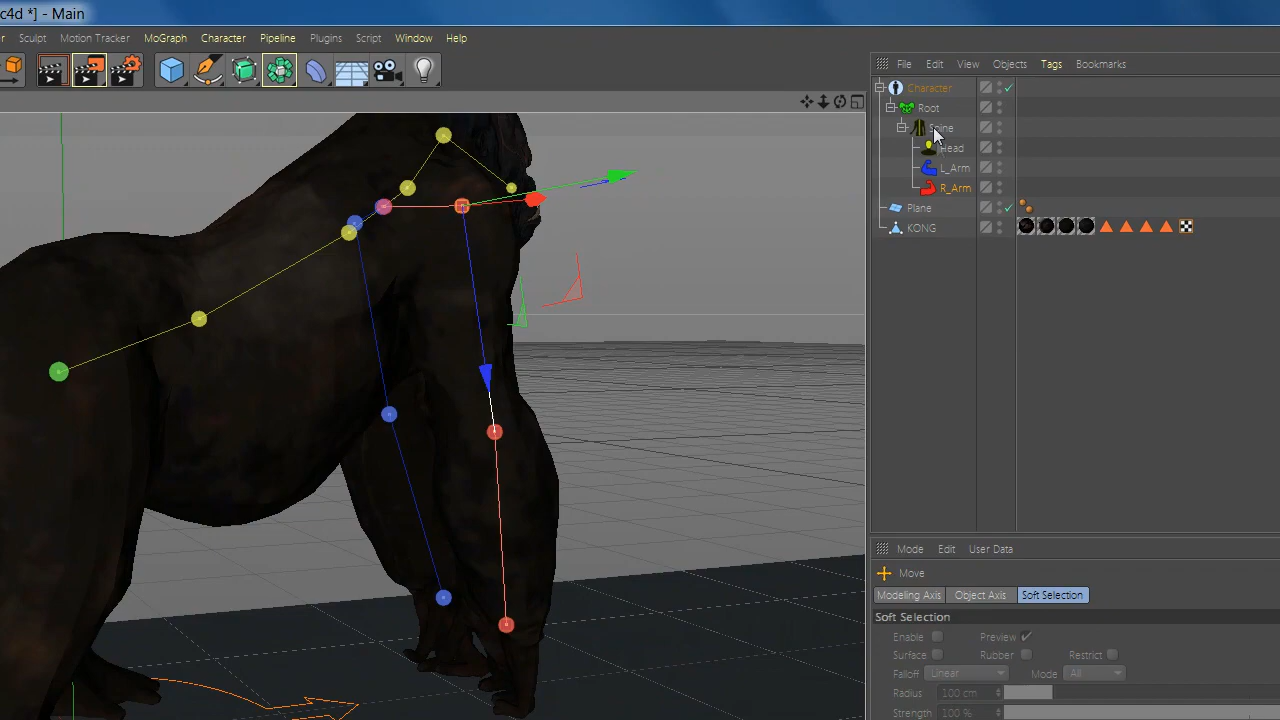 c4d *] - Main
r Sculpt Motion Tracker MoGraph Character Pipeline Plugins Script Window Help
File Edit View Objects Tags Bookmarks
Character
Root
Spine
Head
L_Arm
R_Arm
Plane
KONG
Mode Edit User Data
Move
Modeling Axis Object Axis Soft Selection
Soft Selection
Enable Preview
Surface Rubber Restrict
Falloff Linear Mode All
Radius 100 cm
Strength 100 %